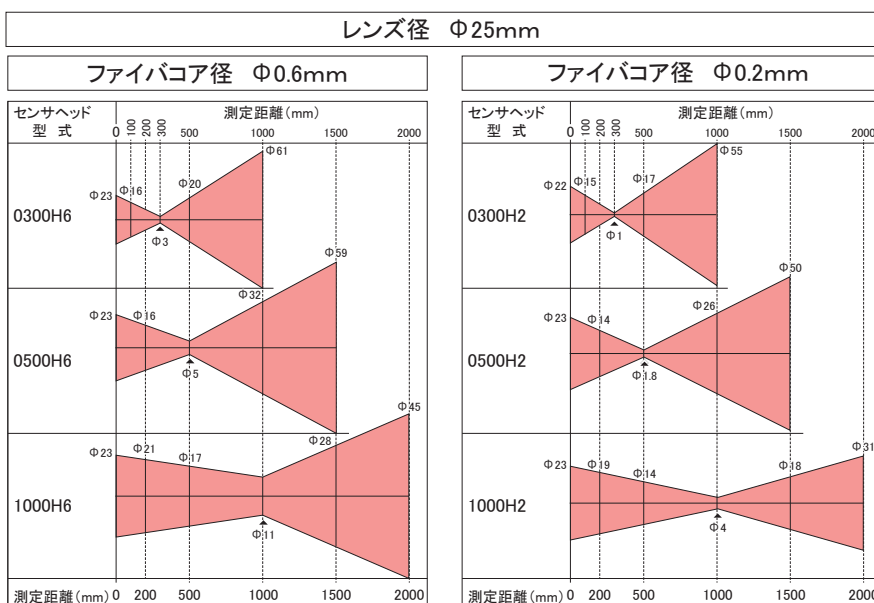 レンズ径 Φ25mm
ファイバコア径 Φ0.6mm
センサヘッド
型 式
測定距離(mm)
0 100 200 300 500 1000 1500 2000
0300H6
Φ23 Φ16 Φ3 Φ20 Φ61
0500H6
Φ23 Φ16 Φ5 Φ32 Φ59
1000H6
Φ23 Φ21 Φ17 Φ11 Φ28 Φ45
測定距離(mm) 0 200 500 1000 1500 2000
ファイバコア径 Φ0.2mm
センサヘッド
型 式
測定距離(mm)
0 100 200 300 500 1000 1500 2000
0300H2
Φ22 Φ15 Φ1 Φ17 Φ55
0500H2
Φ23 Φ14 Φ1.8 Φ26 Φ50
1000H2
Φ23 Φ19 Φ14 Φ4 Φ18 Φ31
測定距離(mm) 0 200 500 1000 1500 2000